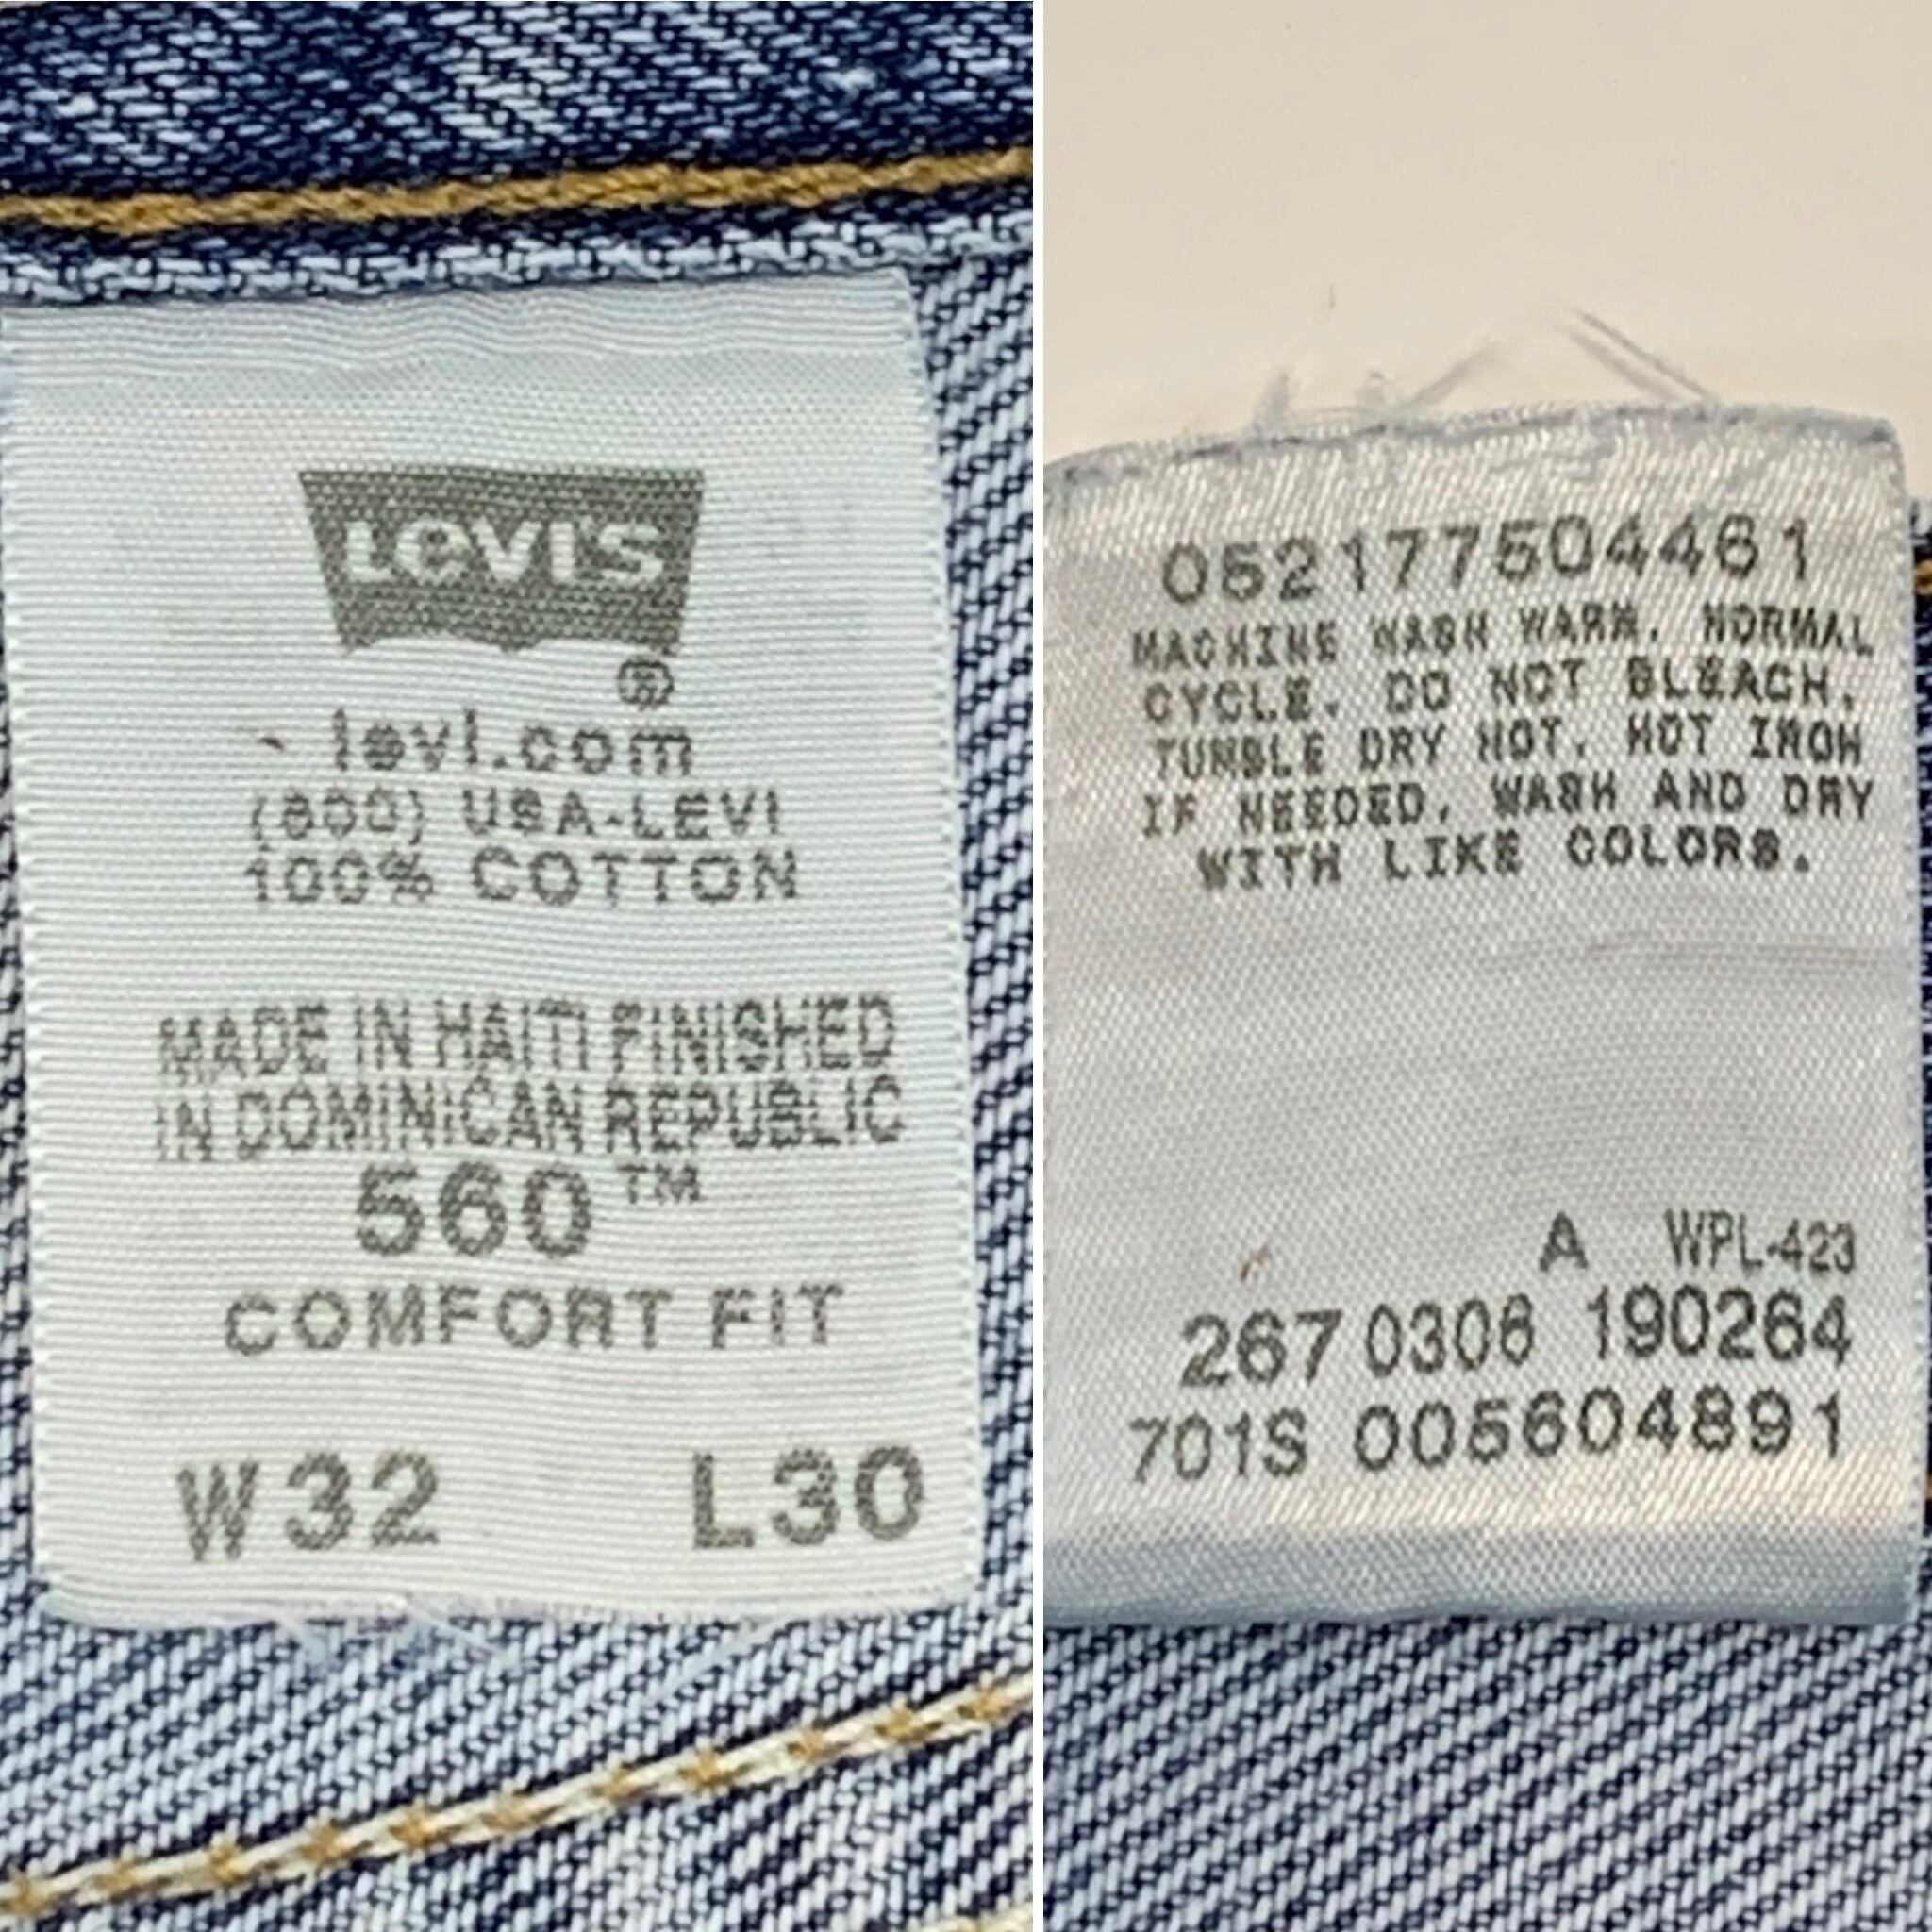 LEVI'S
®
levi.com
(800) USA-LEVI
100% COTTON
MADE IN HAITI FINISHED
IN DOMINICAN REPUBLIC
560™
COMFORT FIT
W32 L30
052177504461
MACHINE WASH WARM. NORMAL
CYCLE. DO NOT BLEACH.
TUMBLE DRY HOT. HOT IRON
IF NEEDED. WASH AND DRY
WITH LIKE COLORS.
A WPL-423
267 0306 190264
701S 005604891